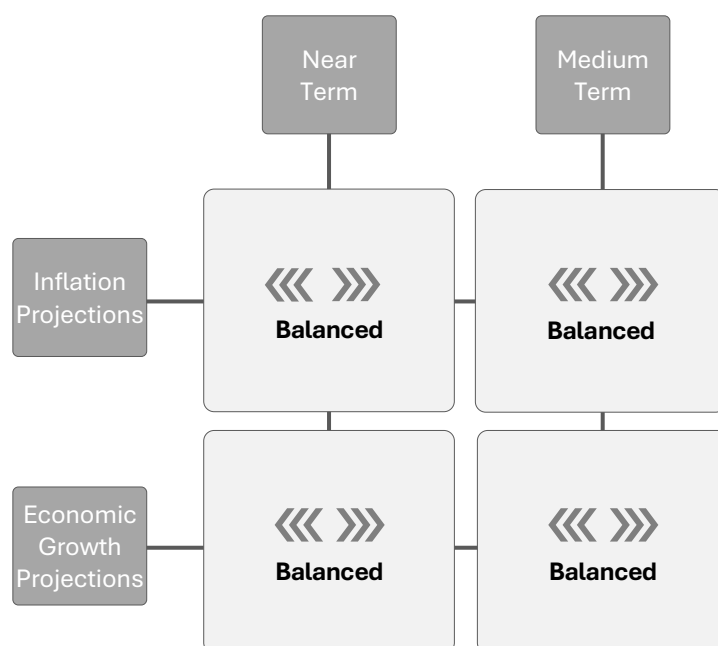 Near
Term
Medium
Term
Inflation
Projections
Balanced
Balanced
Economic
Growth
Projections
Balanced
Balanced